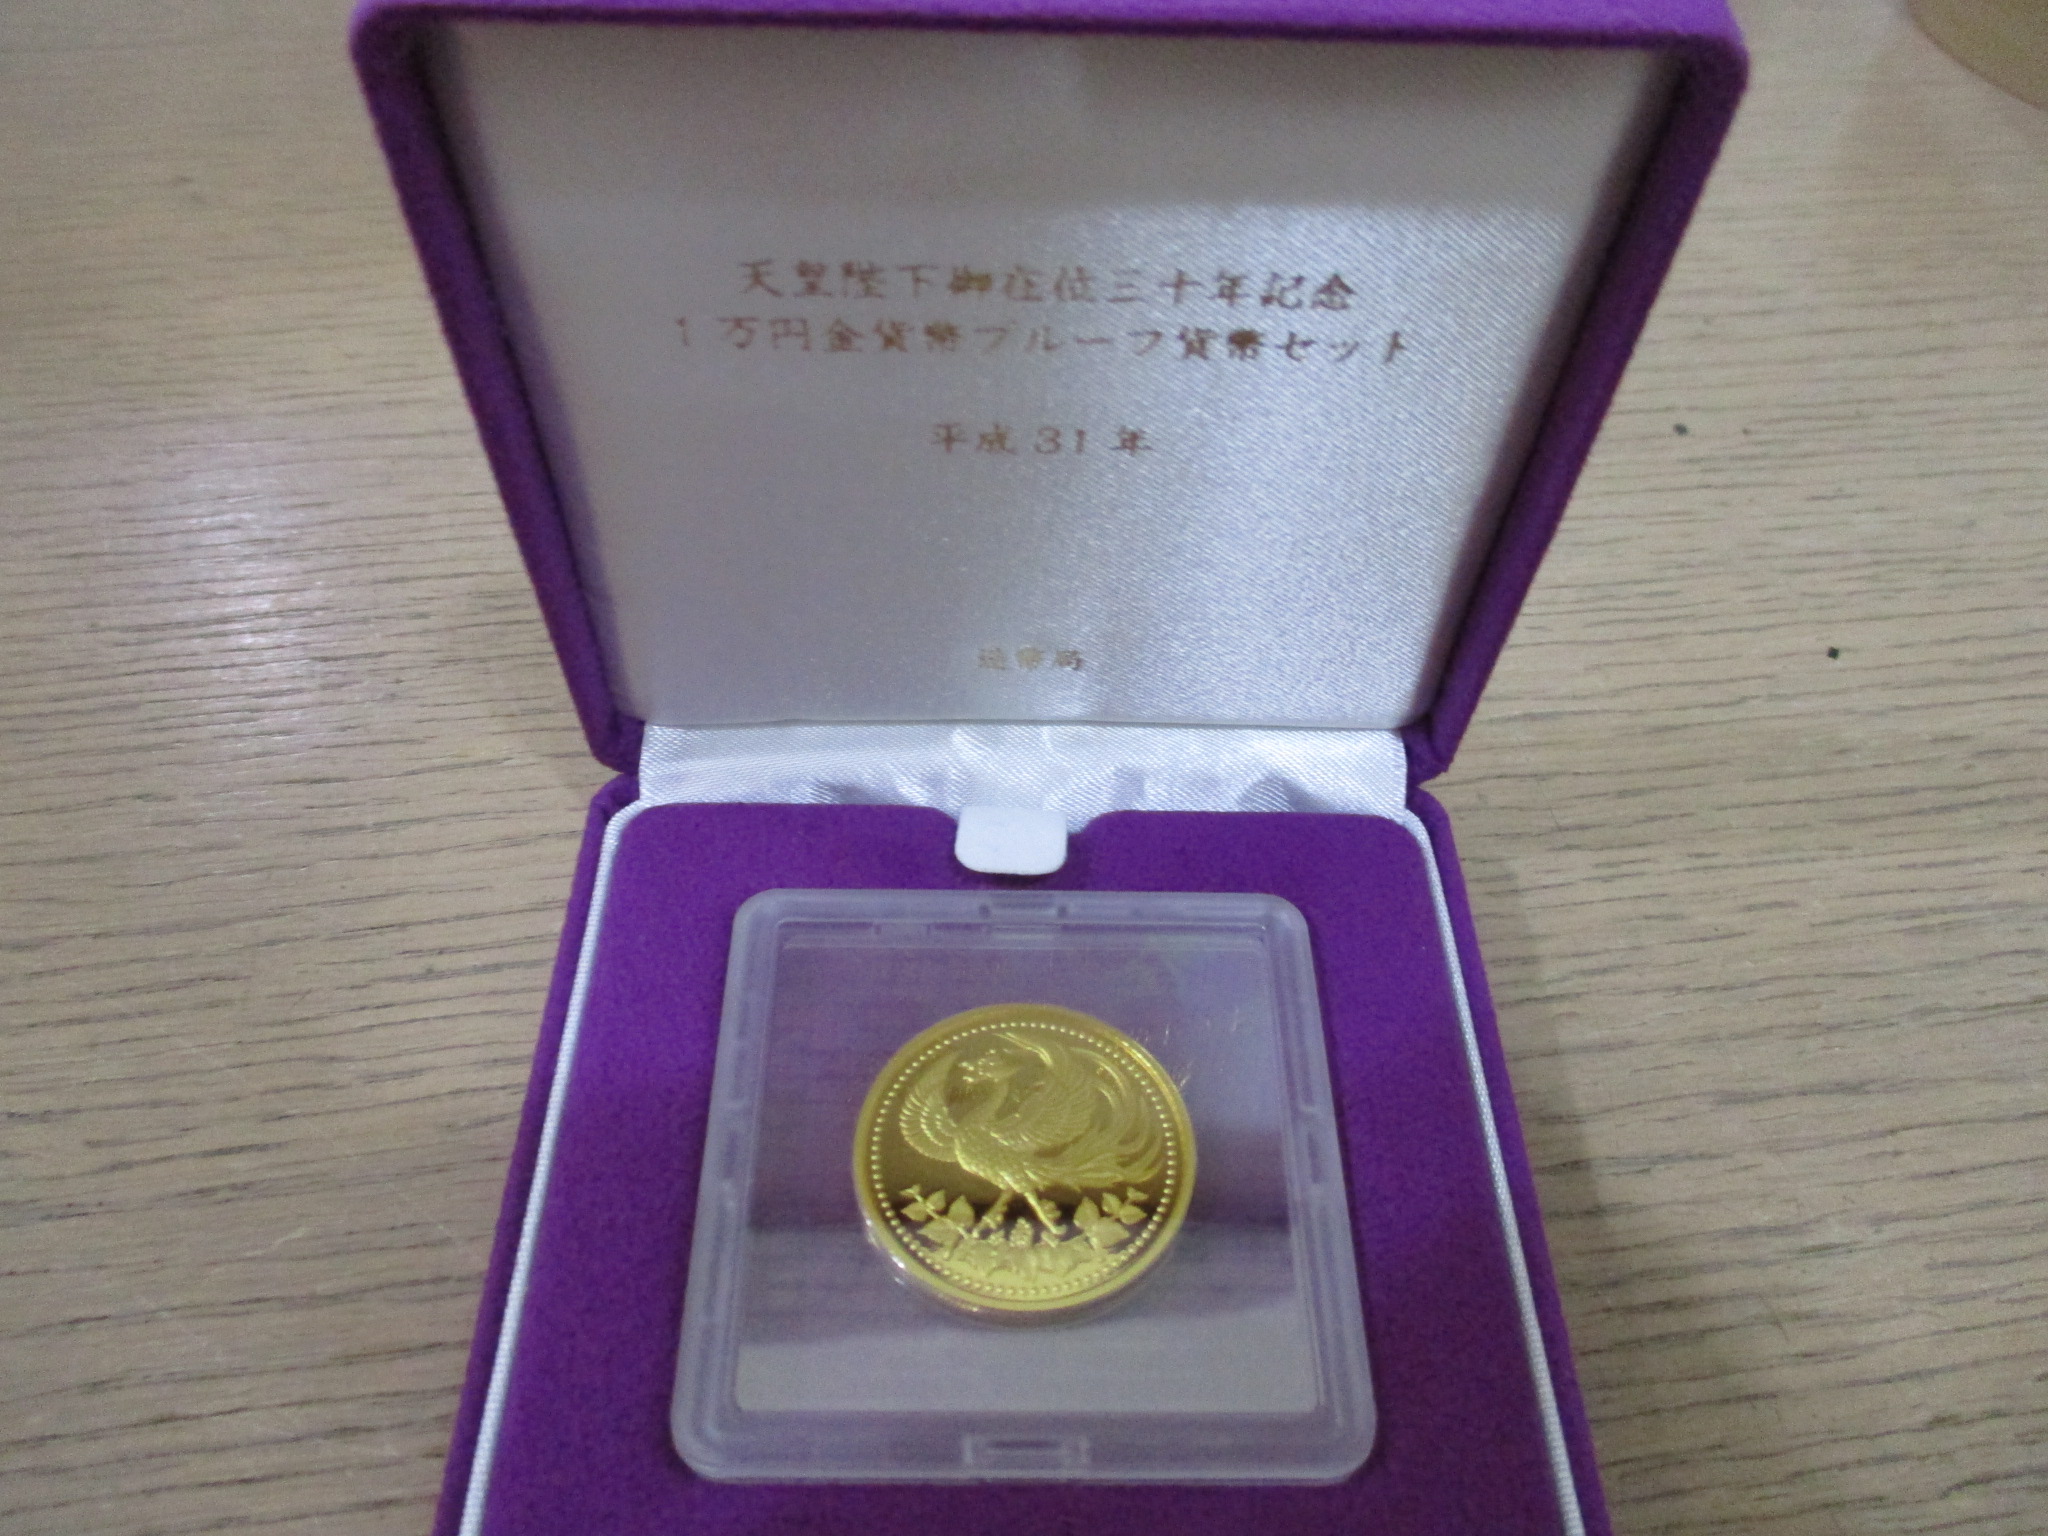 天皇陛下御在位三十年記念
1万円金貨幣プルーフ貨幣セット
平成31年
造幣局